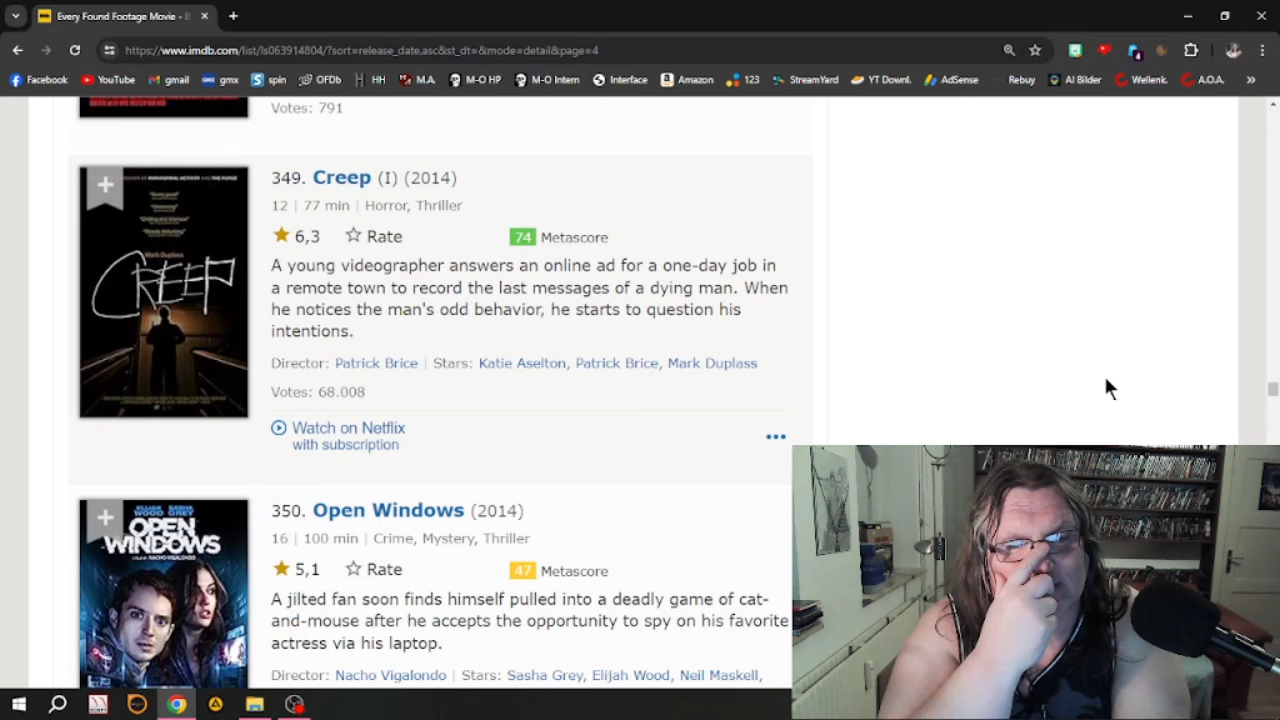 Every Found Footage Movie - I
https://www.imdb.com/list/ls063914804/?sort=release_date,asc&st_dt=&mode=detail&page=4
Facebook YouTube gmail gmx spin OFDb HH M.A. M-O HP M-O Intern Interface Amazon 123 StreamYard YT Downl. AdSense Rebuy AI Bilder Wellenk. A.O.A. »
Votes: 791
349. Creep (I) (2014)
12 | 77 min | Horror, Thriller
6,3 Rate 74 Metascore
A young videographer answers an online ad for a one-day job in
a remote town to record the last messages of a dying man. When
he notices the man's odd behavior, he starts to question his
intentions.
Director: Patrick Brice | Stars: Katie Aselton, Patrick Brice, Mark Duplass
Votes: 68.008
Watch on Netflix
with subscription
Mark Duplass
CREEP
350. Open Windows (2014)
16 | 100 min | Crime, Mystery, Thriller
5,1 Rate 47 Metascore
A jilted fan soon finds himself pulled into a deadly game of cat-
and-mouse after he accepts the opportunity to spy on his favorite
actress via his laptop.
Director: Nacho Vigalondo | Stars: Sasha Grey, Elijah Wood, Neil Maskell,
ELIJAH WOOD SASHA GREY
OPEN
WINDOWS